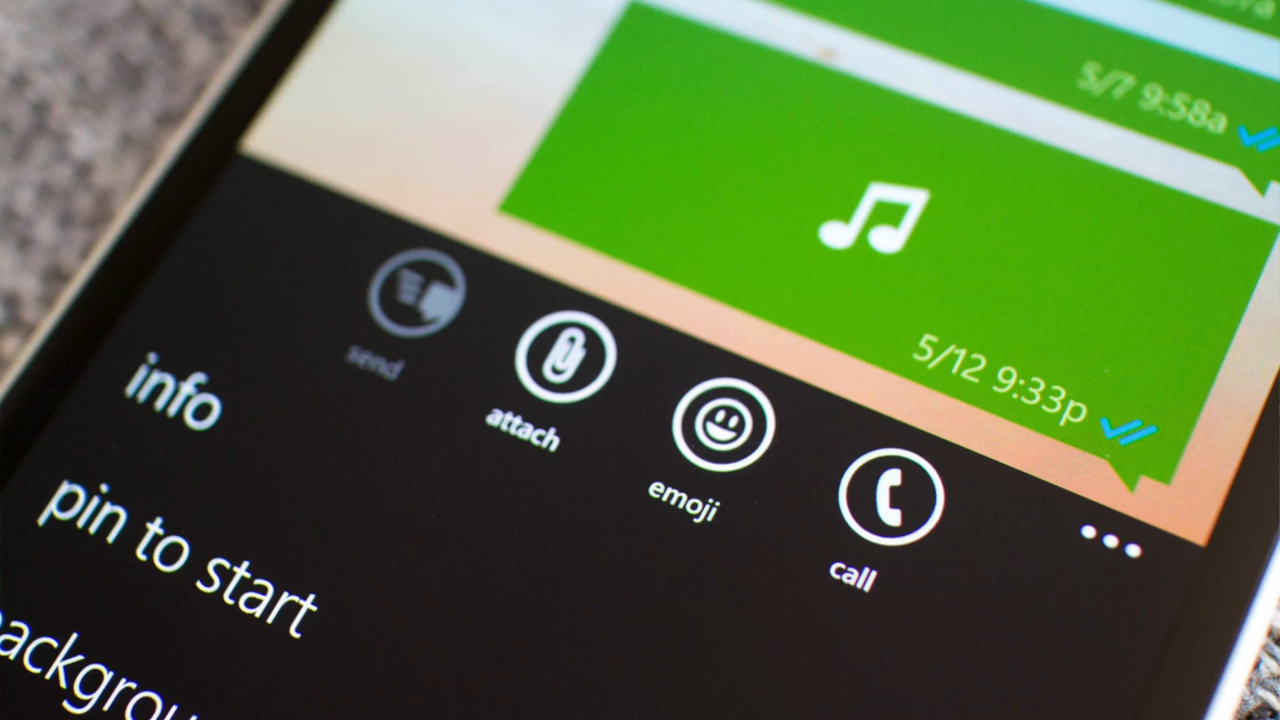 5/7 9:58a
5/12 9:33p
send
attach
emoji
call
info
pin to start